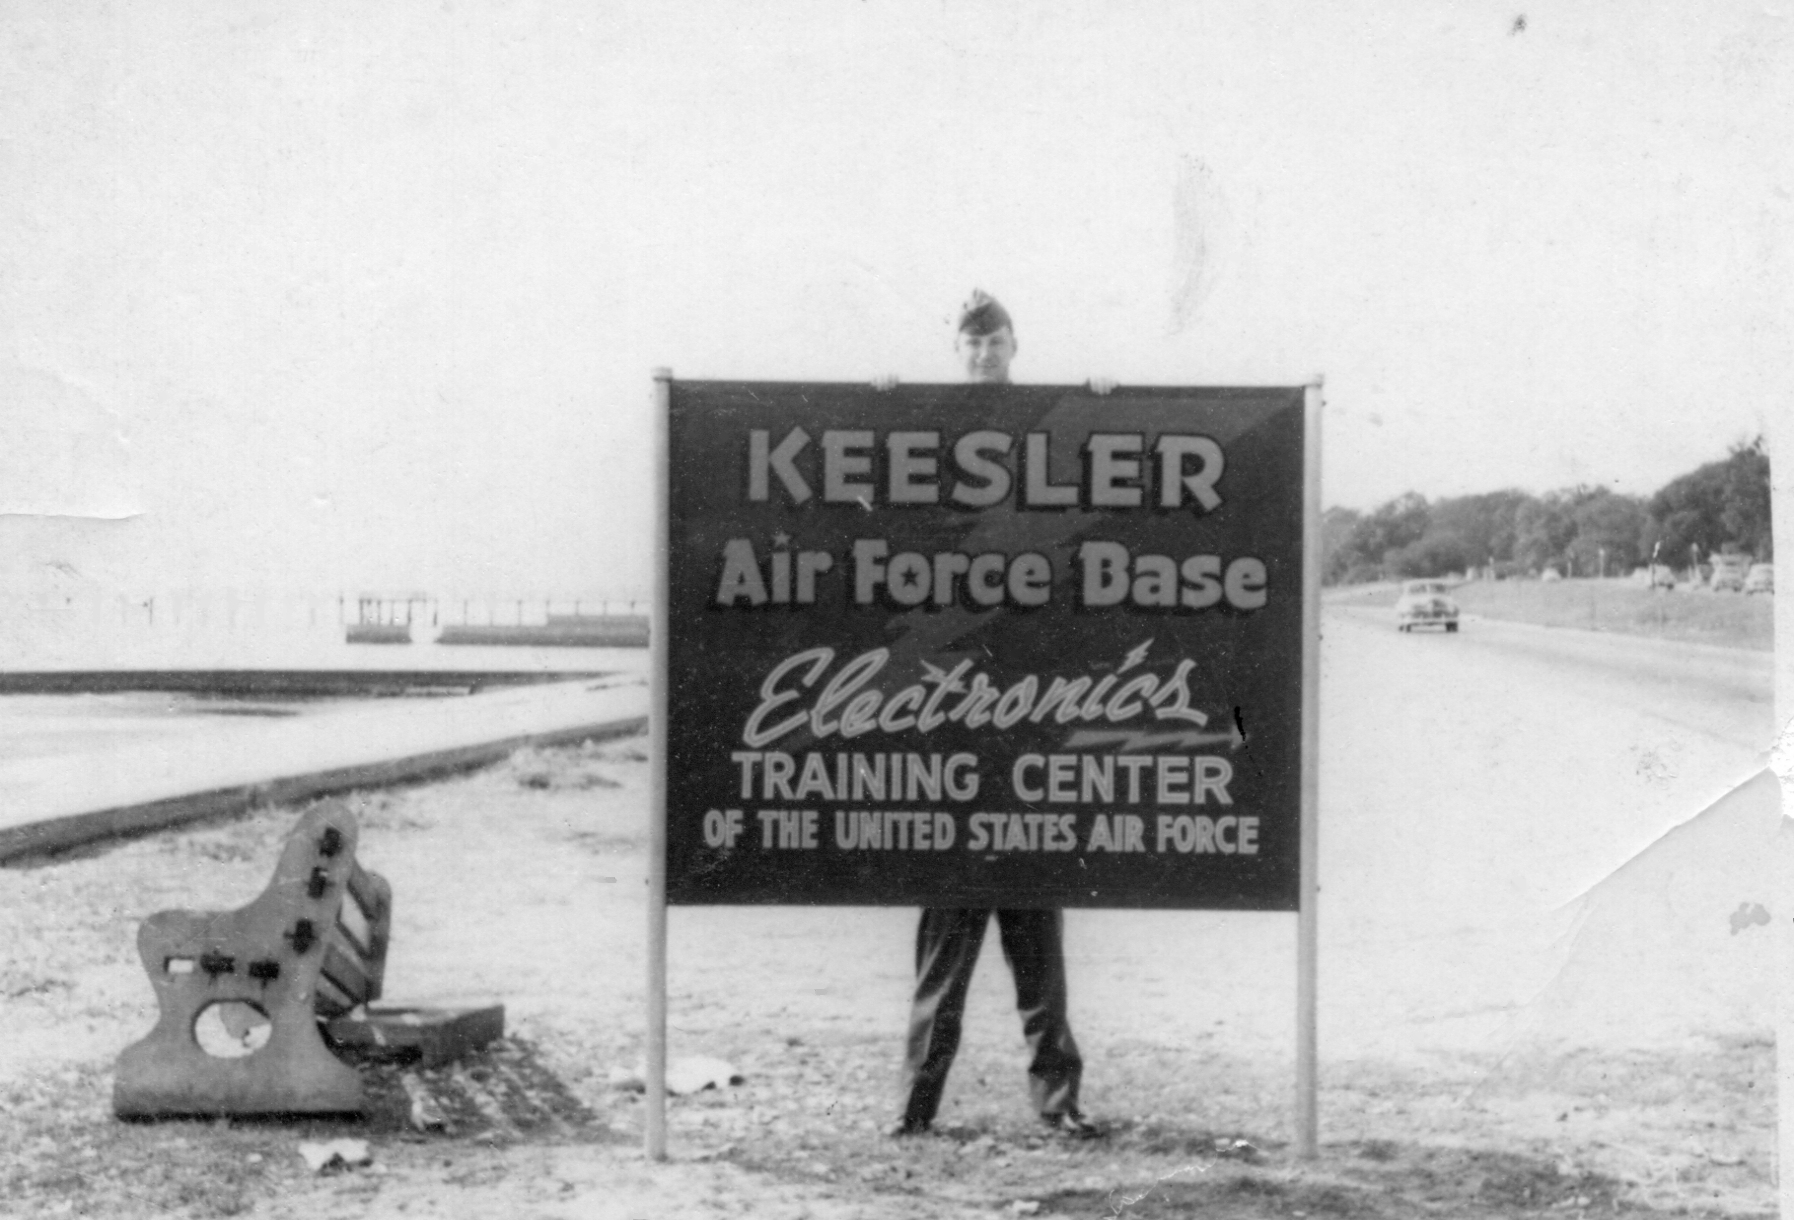 KEESLER
Air Force Base
Electronics
TRAINING CENTER
OF THE UNITED STATES AIR FORCE